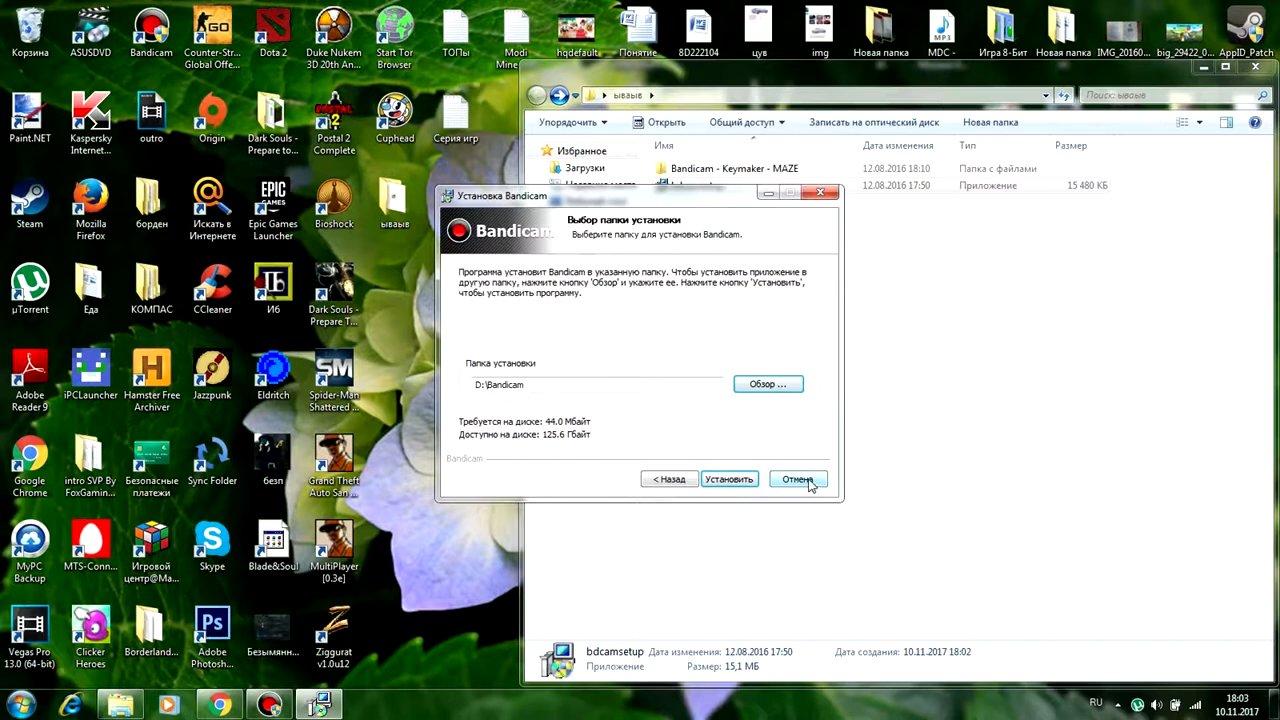 Корзина
ASUSDVD
Bandicam
Counter-Str...
Global Offe...
Dota 2
Duke Nukem
3D 20th An...
Start Tor
Browser
ТОПы
Modi
Mine...
hqdefault
Понятие
8D222104
цув
img
Новая папка
MDC -
Игра 8-Бит
Новая папка
IMG_20160...
big_29422_0...
AppID_Patch
Paint.NET
Kaspersky
Internet...
outro
Origin
Dark Souls -
Prepare to...
Postal 2
Complete
Cuphead
Серия игр
Steam
Mozilla
Firefox
борден
Искать в
Интернете
Epic Games
Launcher
Bioshock
ываыв
µTorrent
Еда
КОМПАС
CCleaner
Иб
Dark Souls -
Prepare T...
Adobe
Reader 9
iPCLauncher
Hamster Free
Archiver
Jazzpunk
Eldritch
Spider-Man
Shattered ...
Google
Chrome
intro SVP By
FoxGamin...
Безопасные
платежи
Sync Folder
безп
Grand Theft
Auto San ...
MyPC
Backup
MTS-Conn...
Игровой
центр@Ma...
Skype
Blade&Soul
MultiPlayer
[0.3e]
Vegas Pro
13.0 (64-bit)
Clicker
Heroes
Borderland...
Adobe
Photosh...
Безымянн...
Ziggurat
v1.0u12
ываыв
Поиск: ываыв
Упорядочить
Открыть
Общий доступ
Записать на оптический диск
Новая папка
Избранное
Загрузки
Имя
Дата изменения
Тип
Размер
Bandicam - Keymaker - MAZE
12.08.2016 18:10
Папка с файлами
12.08.2016 17:50
Приложение
15 480 КБ
Установка Bandicam
Bandicam
Выбор папки установки
Выберите папку для установки Bandicam.
Программа установит Bandicam в указанную папку. Чтобы установить приложение в
другую папку, нажмите кнопку 'Обзор' и укажите ее. Нажмите кнопку 'Установить',
чтобы установить программу.
Папка установки
D:\Bandicam
Обзор ...
Требуется на диске: 44.0 Мбайт
Доступно на диске: 125.6 Гбайт
Bandicam
< Назад
Установить
Отмена
bdcamsetup
Дата изменения: 12.08.2016 17:50
Дата создания: 10.11.2017 18:02
Приложение
Размер: 15,1 МБ
RU
18:03
10.11.2017